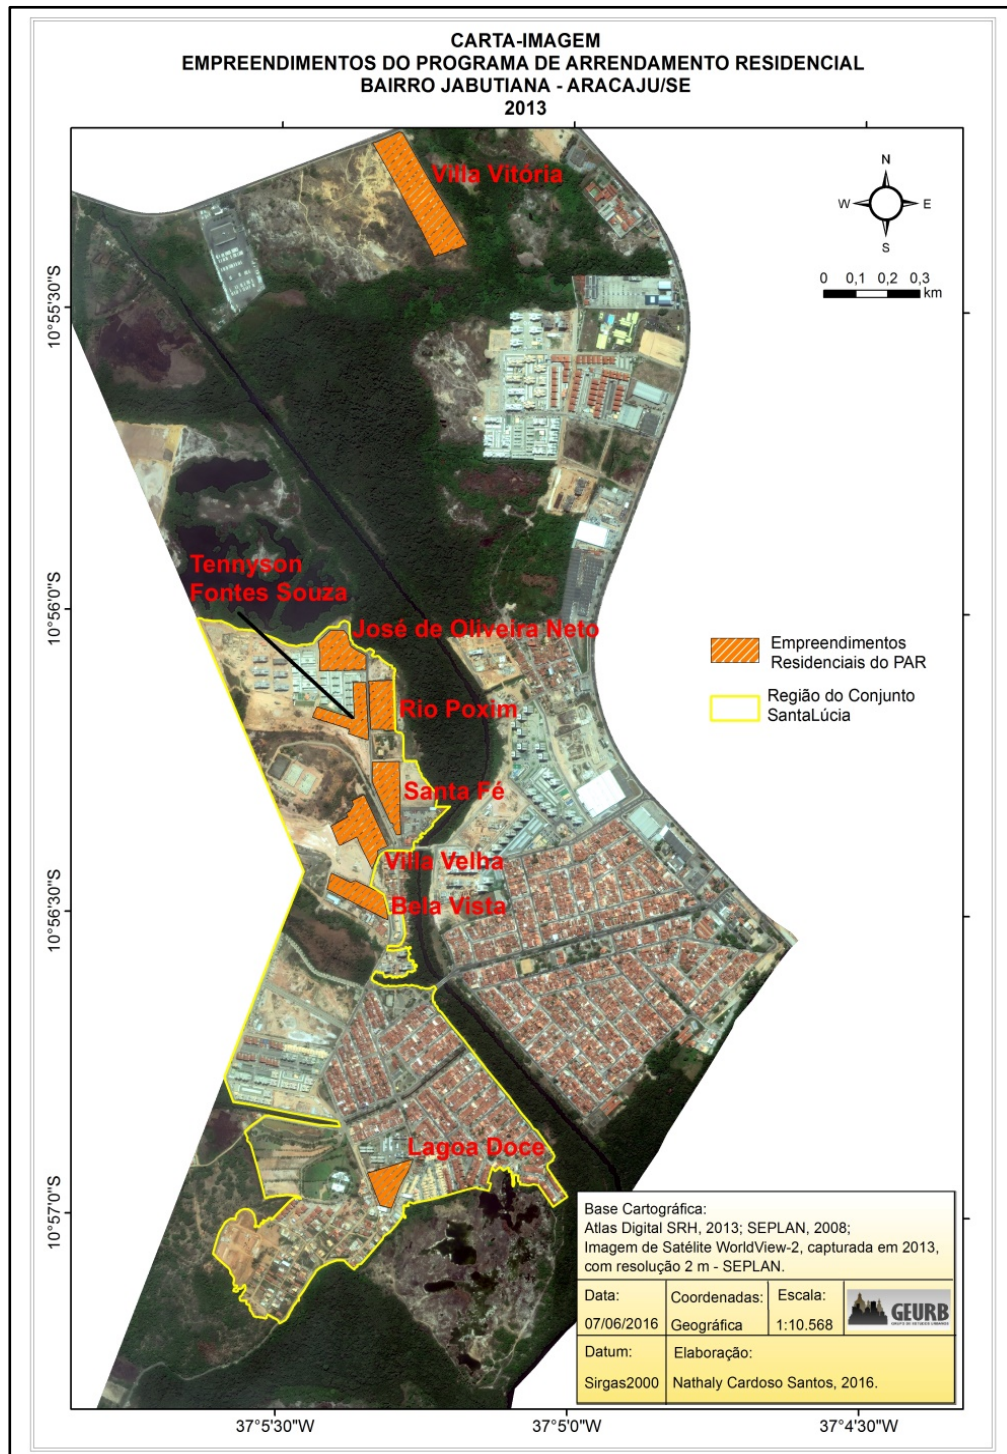 CARTA-IMAGEM
EMPREENDIMENTOS DO PROGRAMA DE ARRENDAMENTO RESIDENCIAL
BAIRRO JABUTIANA - ARACAJU/SE
2013
Villa Vitória
N
W
E
S
0 0,1 0,2 0,3
km
10°55'30"S
10°56'0"S
10°56'30"S
10°57'0"S
Tennyson
Fontes Souza
José de Oliveira Neto
Rio Poxim
Santa Fé
Villa Velha
Bela Vista
Lagoa Doce
Empreendimentos
Residenciais do PAR
Região do Conjunto
SantaLúcia
Base Cartográfica:
Atlas Digital SRH, 2013; SEPLAN, 2008;
Imagem de Satélite WorldView-2, capturada em 2013,
com resolução 2 m - SEPLAN.
Data:
07/06/2016
Coordenadas:
Geográfica
Escala:
1:10.568
GEURB
GRUPO DE ESTUDOS URBANOS
Datum:
Sirgas2000
Elaboração:
Nathaly Cardoso Santos, 2016.
37°5'30"W
37°5'0"W
37°4'30"W